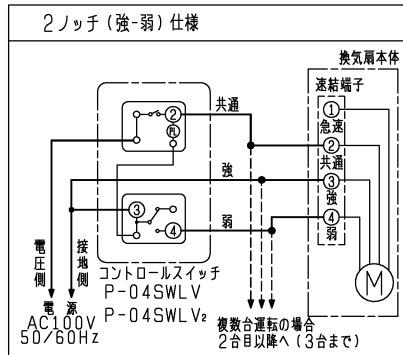 2ノッチ(強-弱)仕様
換気扇本体
速結端子
共通
強
弱
②
PL
③
④
①
急速
②
共通
③
強
④
弱
M
電圧側
接地側
電源
AC100V
50/60Hz
コントロールスイッチ
P-04SWLV
P-04SWLV₂
複数台運転の場合
2台目以降へ(3台まで)